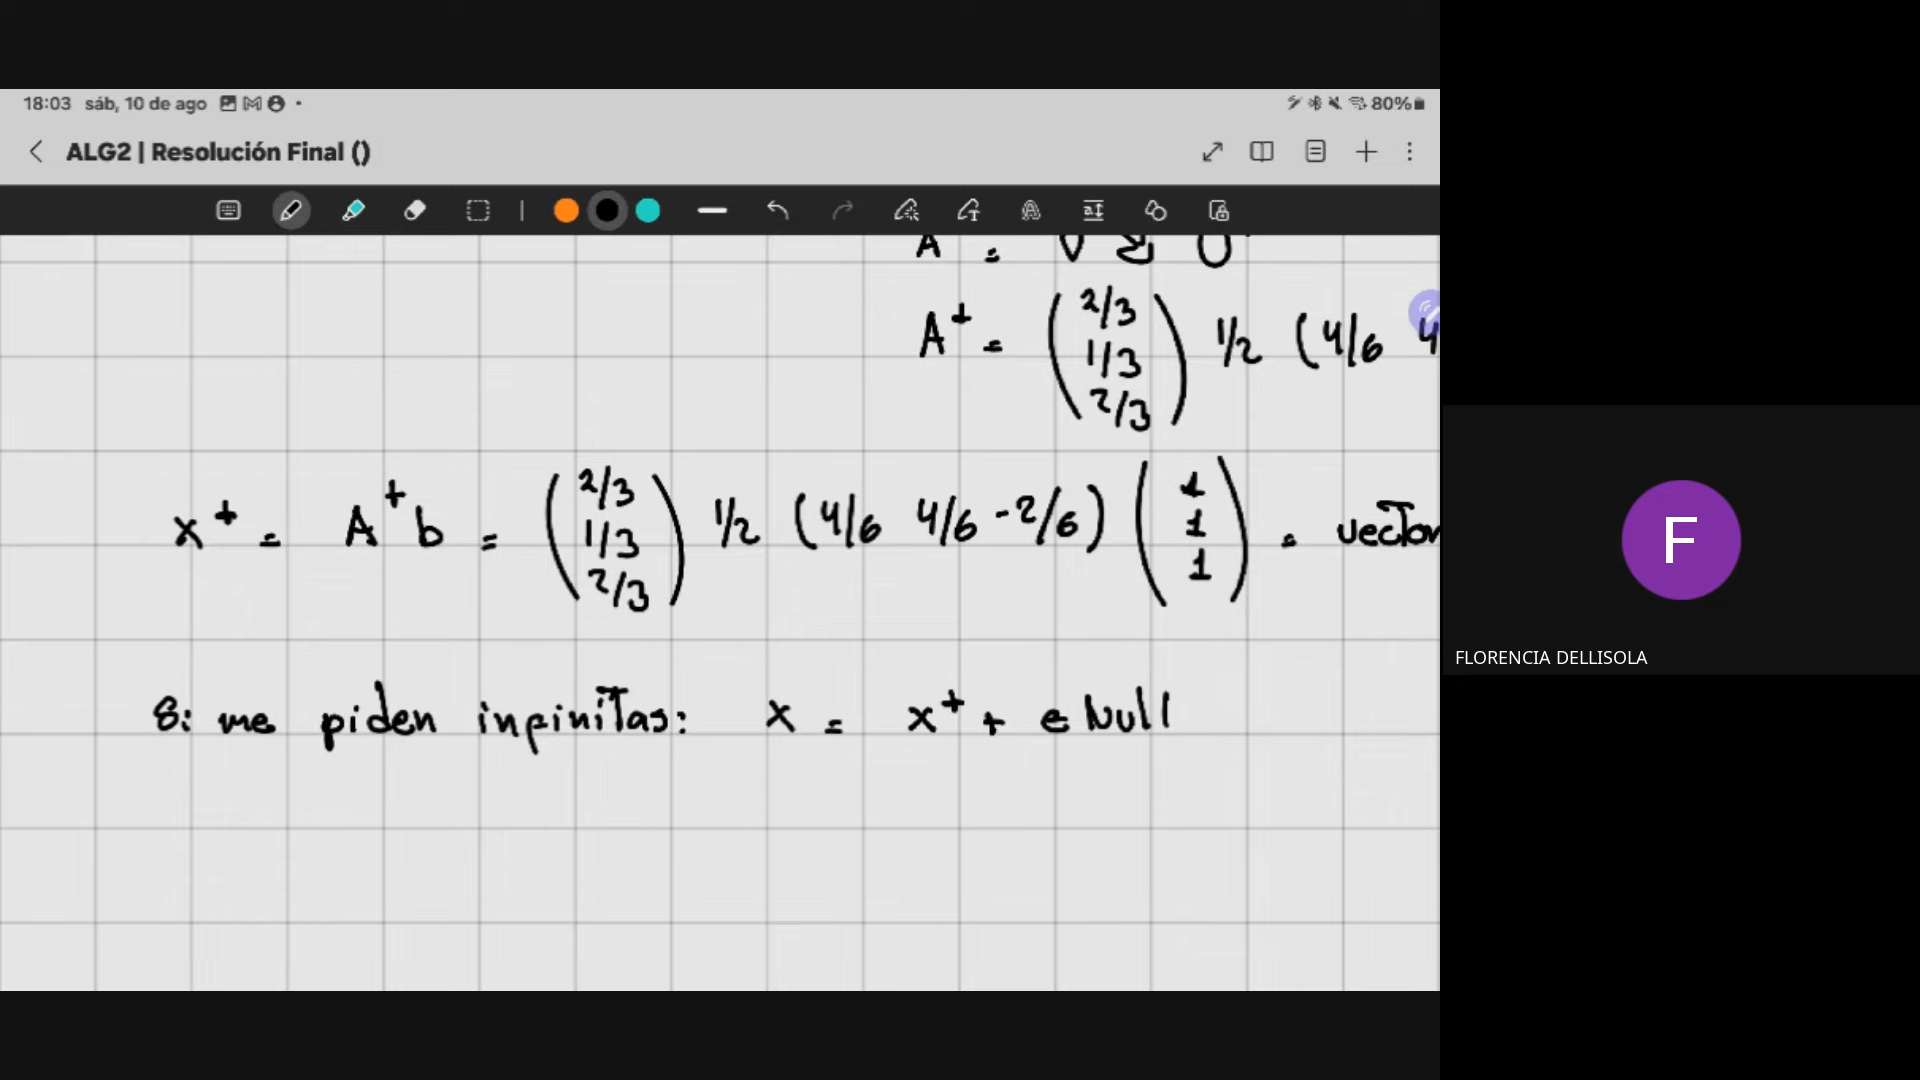 18:03 sáb, 10 de ago 80%
ALG2 | Resolución Final ()
A = V Σ U
A⁺ = (2/3 1/3 2/3) 1/2 (4/6 4
x⁺ = A⁺b = (2/3 1/3 2/3) 1/2 (4/6 4/6 -2/6) (1 1 1) = vector
Si me piden infinitas: x = x⁺ + e Null
F
FLORENCIA DELLISOLA